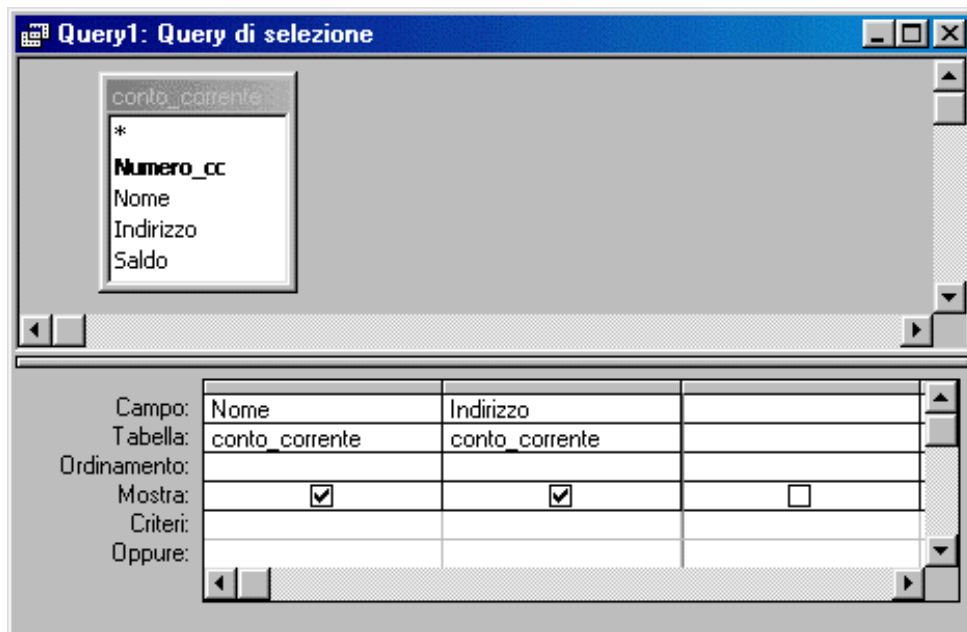 Query1: Query di selezione
conto_corrente
*
Numero_cc
Nome
Indirizzo
Saldo
Campo: Nome Indirizzo
Tabella: conto_corrente conto_corrente
Ordinamento:
Mostra:
Criteri:
Oppure: